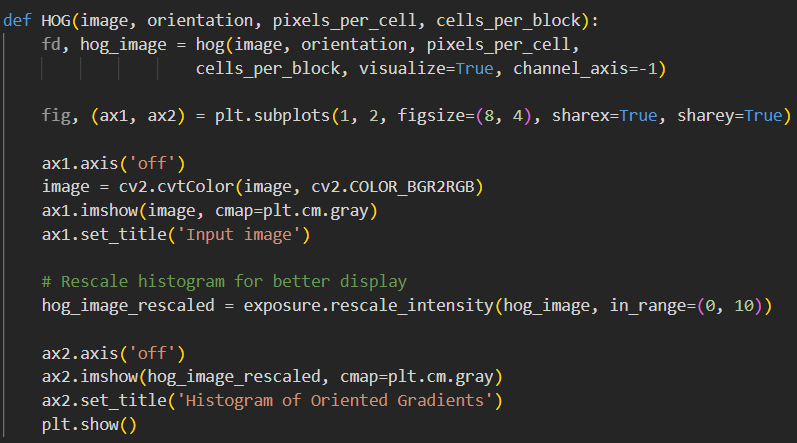 def HOG(image, orientation, pixels_per_cell, cells_per_block):
    fd, hog_image = hog(image, orientation, pixels_per_cell,
                    cells_per_block, visualize=True, channel_axis=-1)

    fig, (ax1, ax2) = plt.subplots(1, 2, figsize=(8, 4), sharex=True, sharey=True)

    ax1.axis('off')
    image = cv2.cvtColor(image, cv2.COLOR_BGR2RGB)
    ax1.imshow(image, cmap=plt.cm.gray)
    ax1.set_title('Input image')

    # Rescale histogram for better display
    hog_image_rescaled = exposure.rescale_intensity(hog_image, in_range=(0, 10))

    ax2.axis('off')
    ax2.imshow(hog_image_rescaled, cmap=plt.cm.gray)
    ax2.set_title('Histogram of Oriented Gradients')
    plt.show()